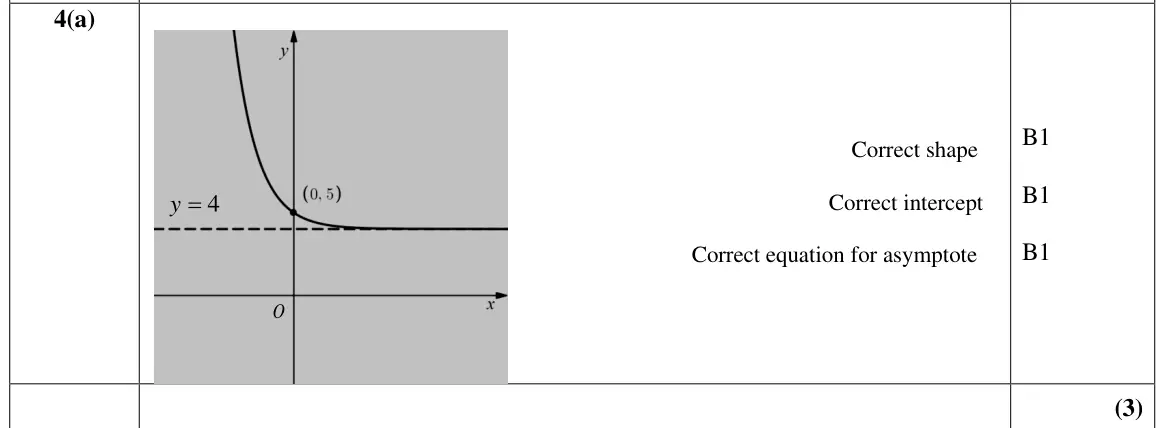 4(a)
y
(0, 5)
y = 4
x
O
Correct shape B1
Correct intercept B1
Correct equation for asymptote B1
(3)